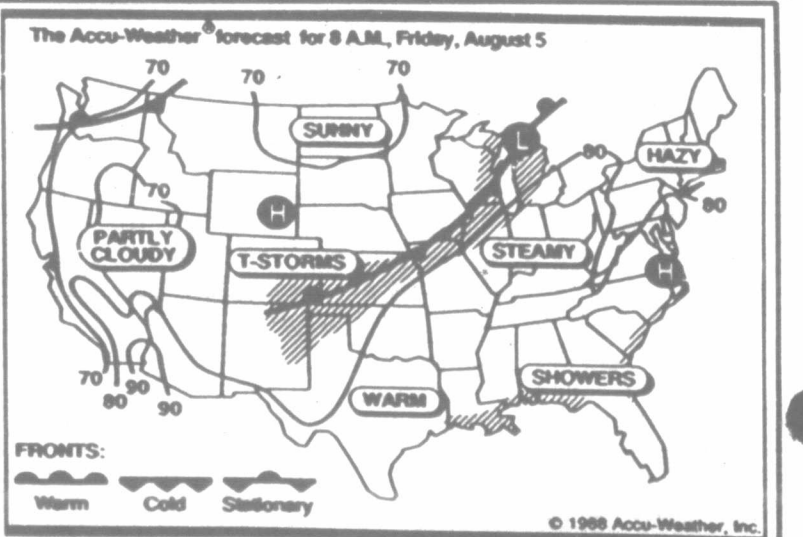 The Accu-Weather® forecast for 8 A.M., Friday, August 5
70
70
70
SUNNY
80
HAZY
70
80
H
L
PARTLY
CLOUDY
T-STORMS
STEAMY
H
70
80
90
90
WARM
SHOWERS
FRONTS:
Warm
Cold
Stationary
© 1988 Accu-Weather, Inc.